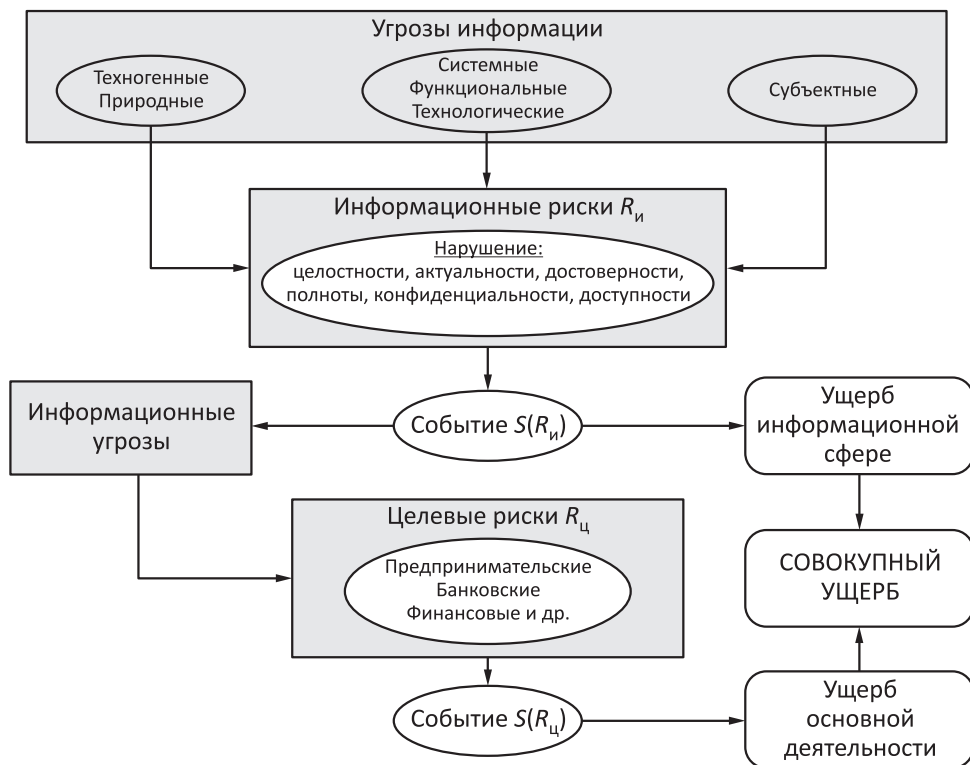 Угрозы информации
Техногенные
Природные
Системные
Функциональные
Технологические
Субъектные
Информационные риски Rи
Нарушение:
целостности, актуальности, достоверности,
полноты, конфиденциальности, доступности
Информационные
угрозы
Событие S(Rи)
Ущерб
информационной
сфере
Целевые риски Rц
Предпринимательские
Банковские
Финансовые и др.
СОВОКУПНЫЙ
УЩЕРБ
Событие S(Rц)
Ущерб
основной
деятельности